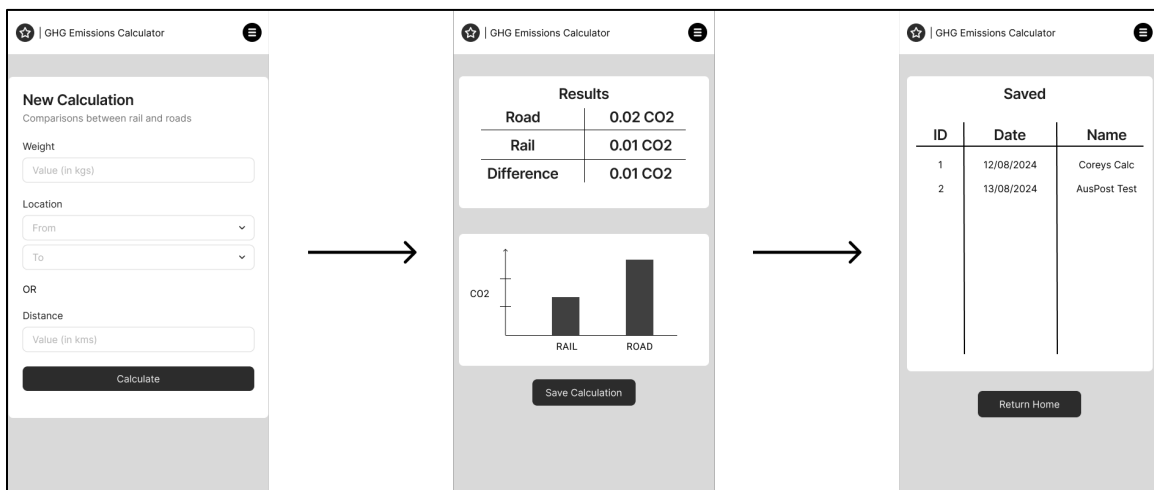 | GHG Emissions Calculator
New Calculation
Comparisons between rail and roads
Weight
Value (in kgs)
Location
From
To
OR
Distance
Value (in kms)
Calculate
| GHG Emissions Calculator
Results
Road 0.02 CO2
Rail 0.01 CO2
Difference 0.01 CO2
CO2
RAIL ROAD
Save Calculation
| GHG Emissions Calculator
Saved
ID Date Name
1 12/08/2024 Coreys Calc
2 13/08/2024 AusPost Test
Return Home